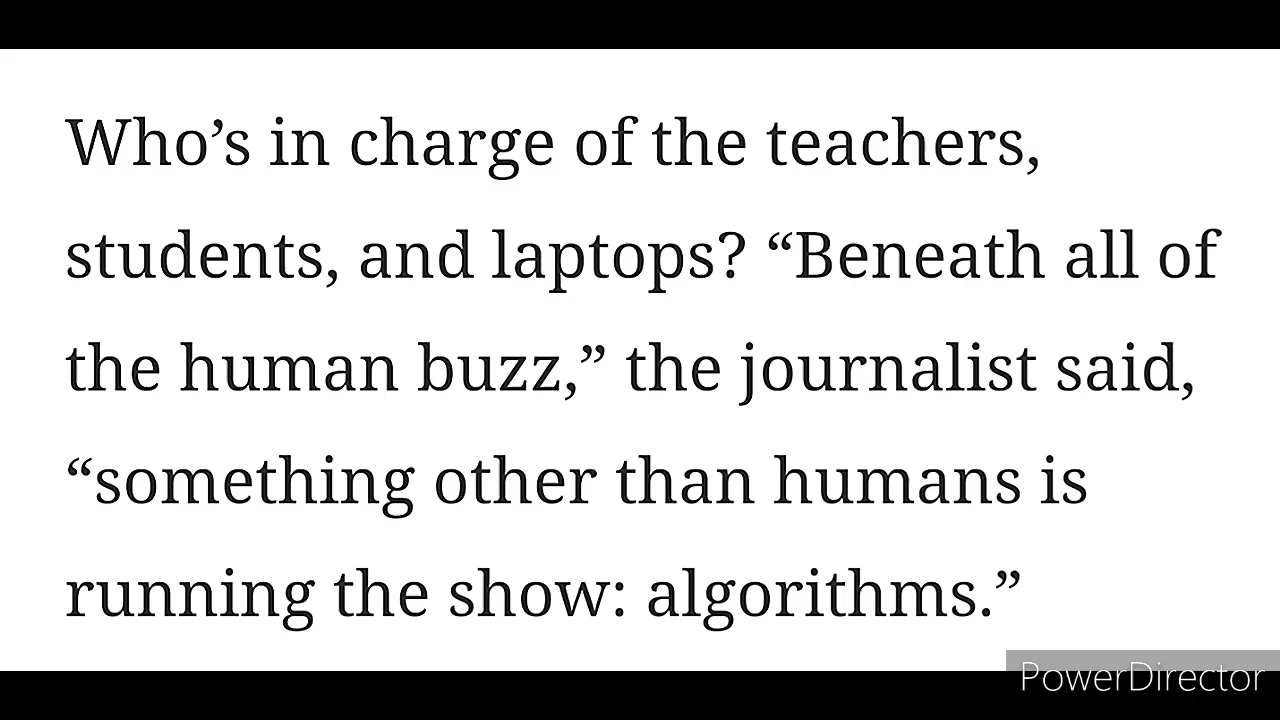 Who’s in charge of the teachers,
students, and laptops? “Beneath all of
the human buzz,” the journalist said,
“something other than humans is
running the show: algorithms.”
PowerDirector